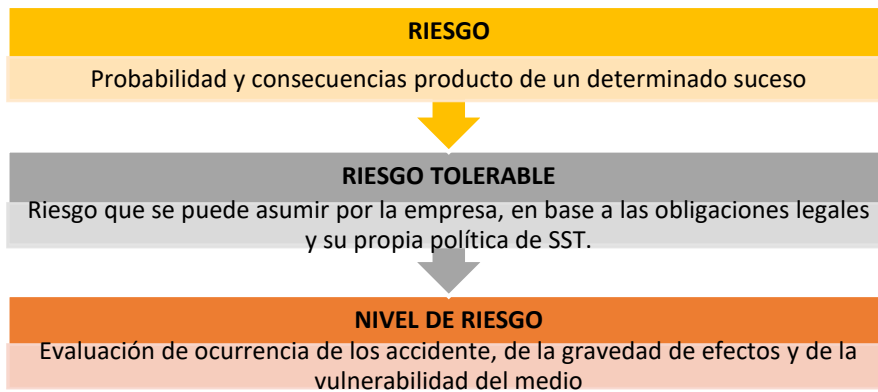 RIESGO
Probabilidad y consecuencias producto de un determinado suceso
RIESGO TOLERABLE
Riesgo que se puede asumir por la empresa, en base a las obligaciones legales
y su propia política de SST.
NIVEL DE RIESGO
Evaluación de ocurrencia de los accidente, de la gravedad de efectos y de la
vulnerabilidad del medio